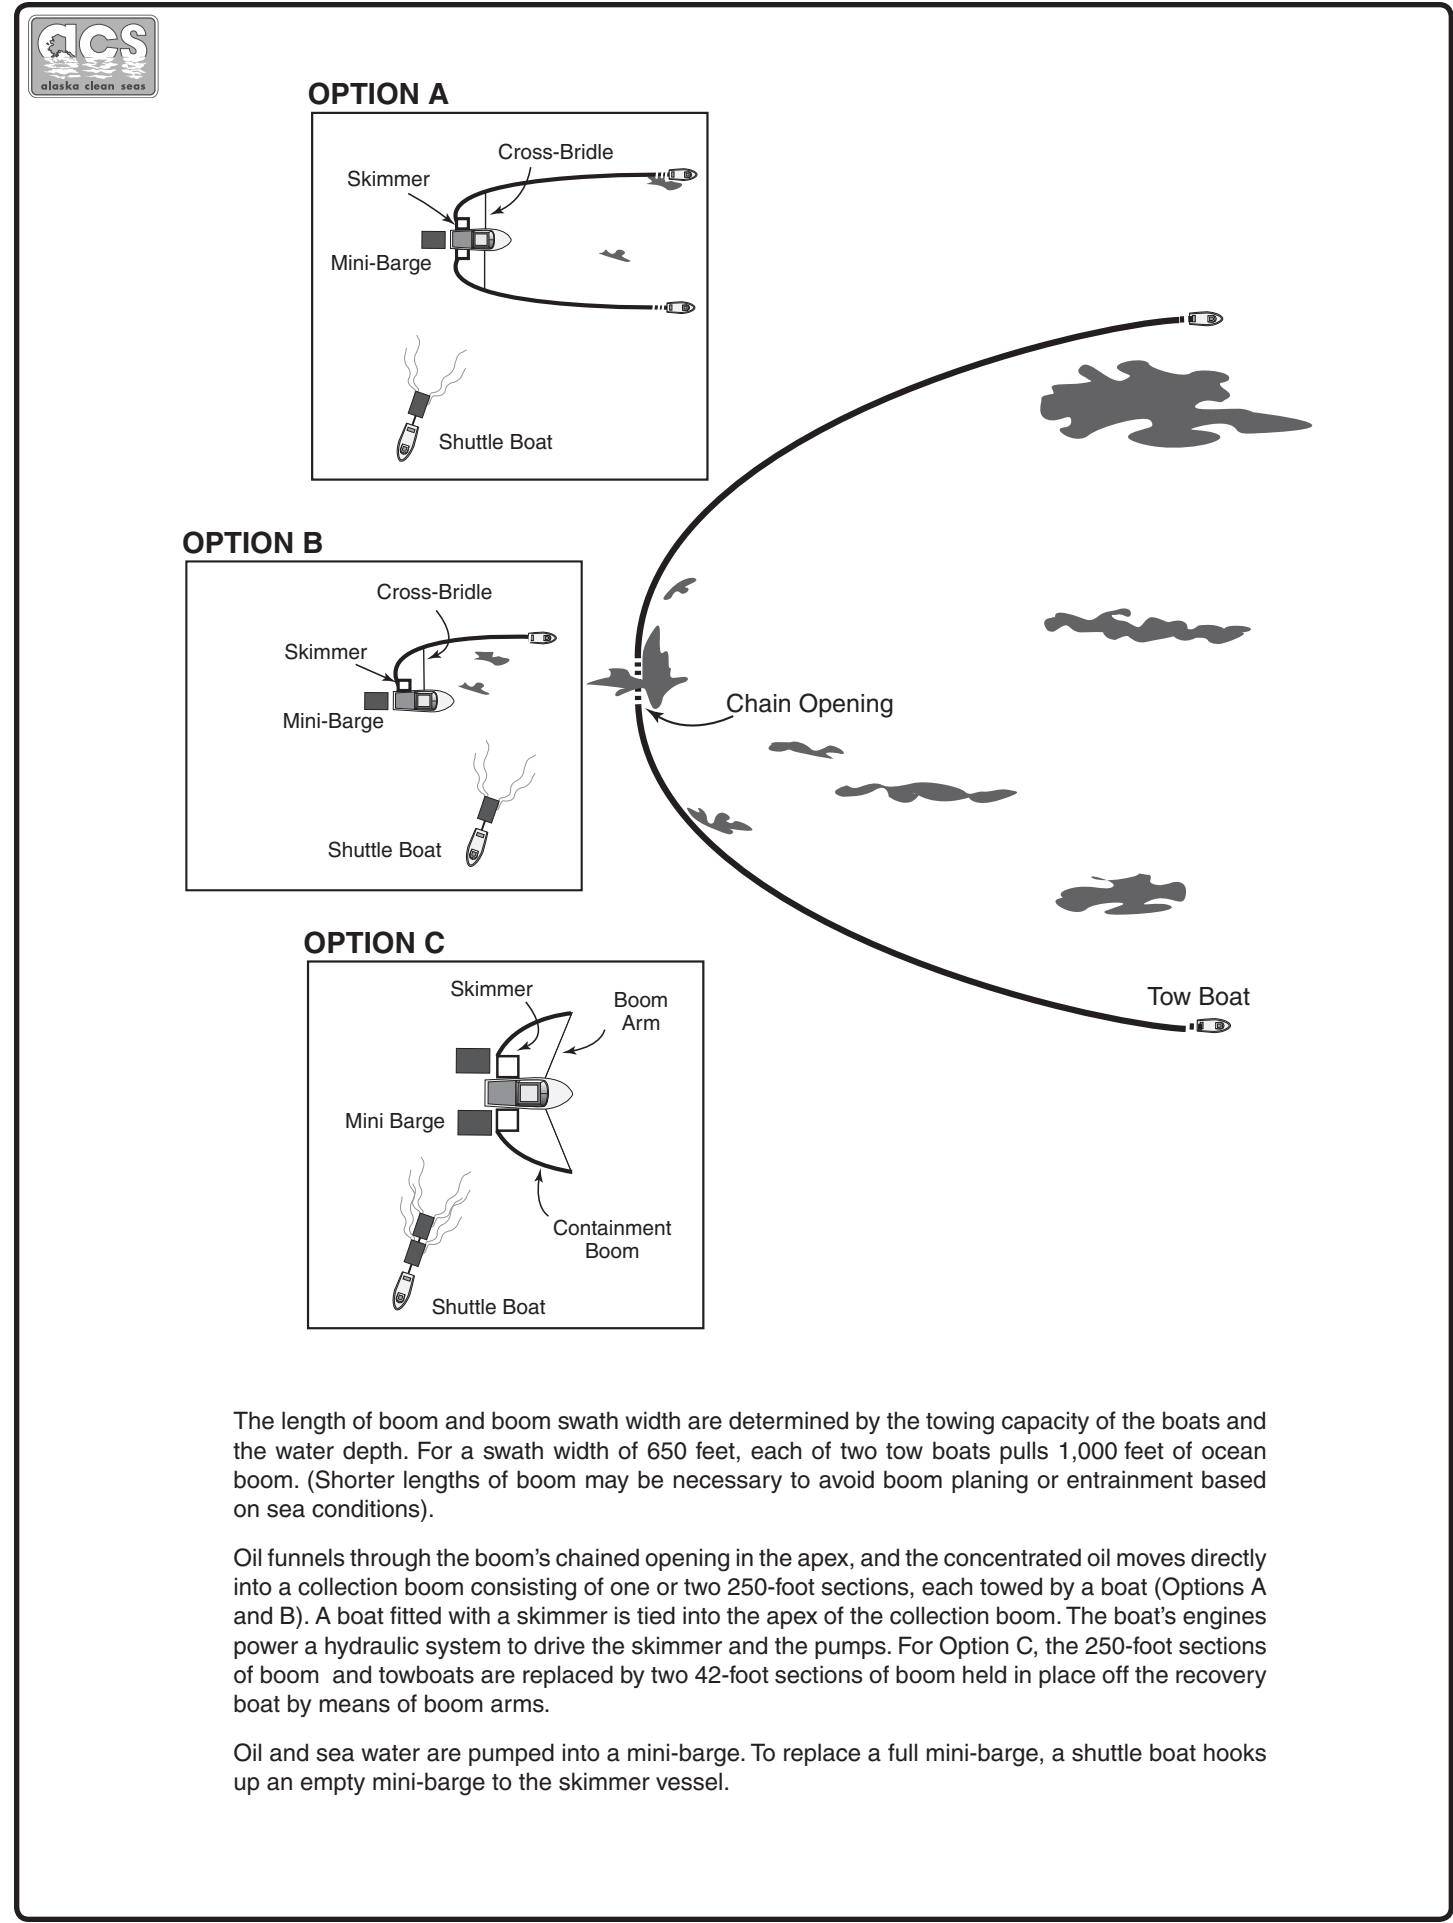 acs
alaska clean seas
OPTION A
Cross-Bridle
Skimmer
Mini-Barge
Shuttle Boat
OPTION B
Cross-Bridle
Skimmer
Mini-Barge
Chain Opening
Shuttle Boat
OPTION C
Skimmer
Boom
Arm
Tow Boat
Mini Barge
Containment
Boom
Shuttle Boat
The length of boom and boom swath width are determined by the towing capacity of the boats and
the water depth. For a swath width of 650 feet, each of two tow boats pulls 1,000 feet of ocean
boom. (Shorter lengths of boom may be necessary to avoid boom planing or entrainment based
on sea conditions).
Oil funnels through the boom's chained opening in the apex, and the concentrated oil moves directly
into a collection boom consisting of one or two 250-foot sections, each towed by a boat (Options A
and B). A boat fitted with a skimmer is tied into the apex of the collection boom. The boat's engines
power a hydraulic system to drive the skimmer and the pumps. For Option C, the 250-foot sections
of boom and towboats are replaced by two 42-foot sections of boom held in place off the recovery
boat by means of boom arms.
Oil and sea water are pumped into a mini-barge. To replace a full mini-barge, a shuttle boat hooks
up an empty mini-barge to the skimmer vessel.